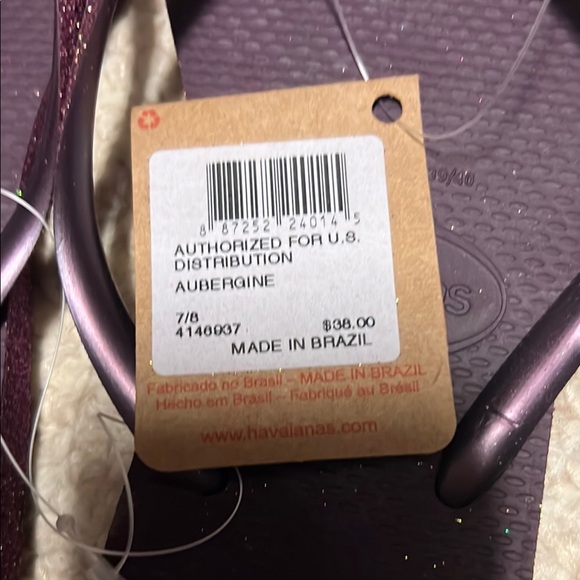 8 87252 24014 5
AUTHORIZED FOR U.S.
DISTRIBUTION
AUBERGINE
7/8
4146937 $38.00
MADE IN BRAZIL
Fabricado no Brasil – MADE IN BRAZIL
Hecho em Brasil – Fabriqué au Brésil
www.havaianas.com
39/40